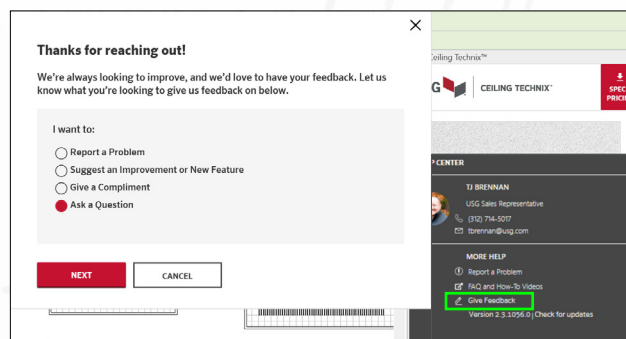 Thanks for reaching out!
We're always looking to improve, and we'd love to have your feedback. Let us
know what you're looking to give us feedback on below.
I want to:
Report a Problem
Suggest an Improvement or New Feature
Give a Compliment
Ask a Question
NEXT
CANCEL
Ceiling Technix™
CEILING TECHNIX™
CENTER
TJ BRENNAN
USG Sales Representative
(312) 714-5017
tbrennan@usg.com
MORE HELP
Report a Problem
FAQ and How-To Videos
Give Feedback
Version 2.3.1056.0 | Check for updates